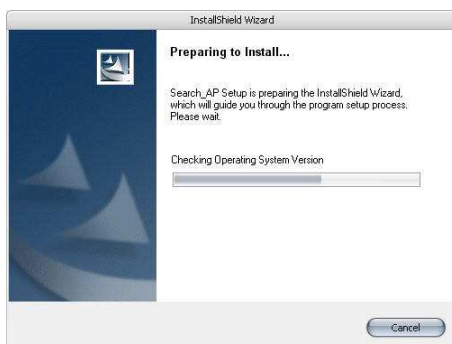 InstallShield Wizard
Preparing to Install...
Search_AP Setup is preparing the InstallShield Wizard,
which will guide you through the program setup process.
Please wait.
Checking Operating System Version
Cancel